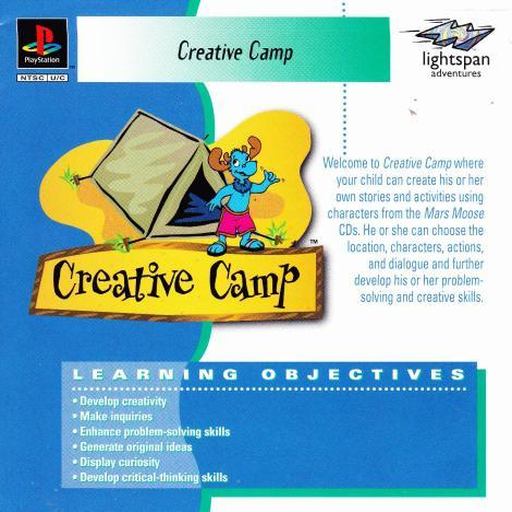 PlayStation
NTSC U/C
Creative Camp
lightspan
adventures
Welcome to Creative Camp where
your child can create his or her
own stories and activities using
characters from the Mars Moose
CDs. He or she can choose the
location, characters, actions,
and dialogue and further
develop his or her problem-
solving and creative skills.
Creative Camp
TM
LEARNING OBJECTIVES
• Develop creativity
• Make inquiries
• Enhance problem-solving skills
• Generate original ideas
• Display curiosity
• Develop critical-thinking skills